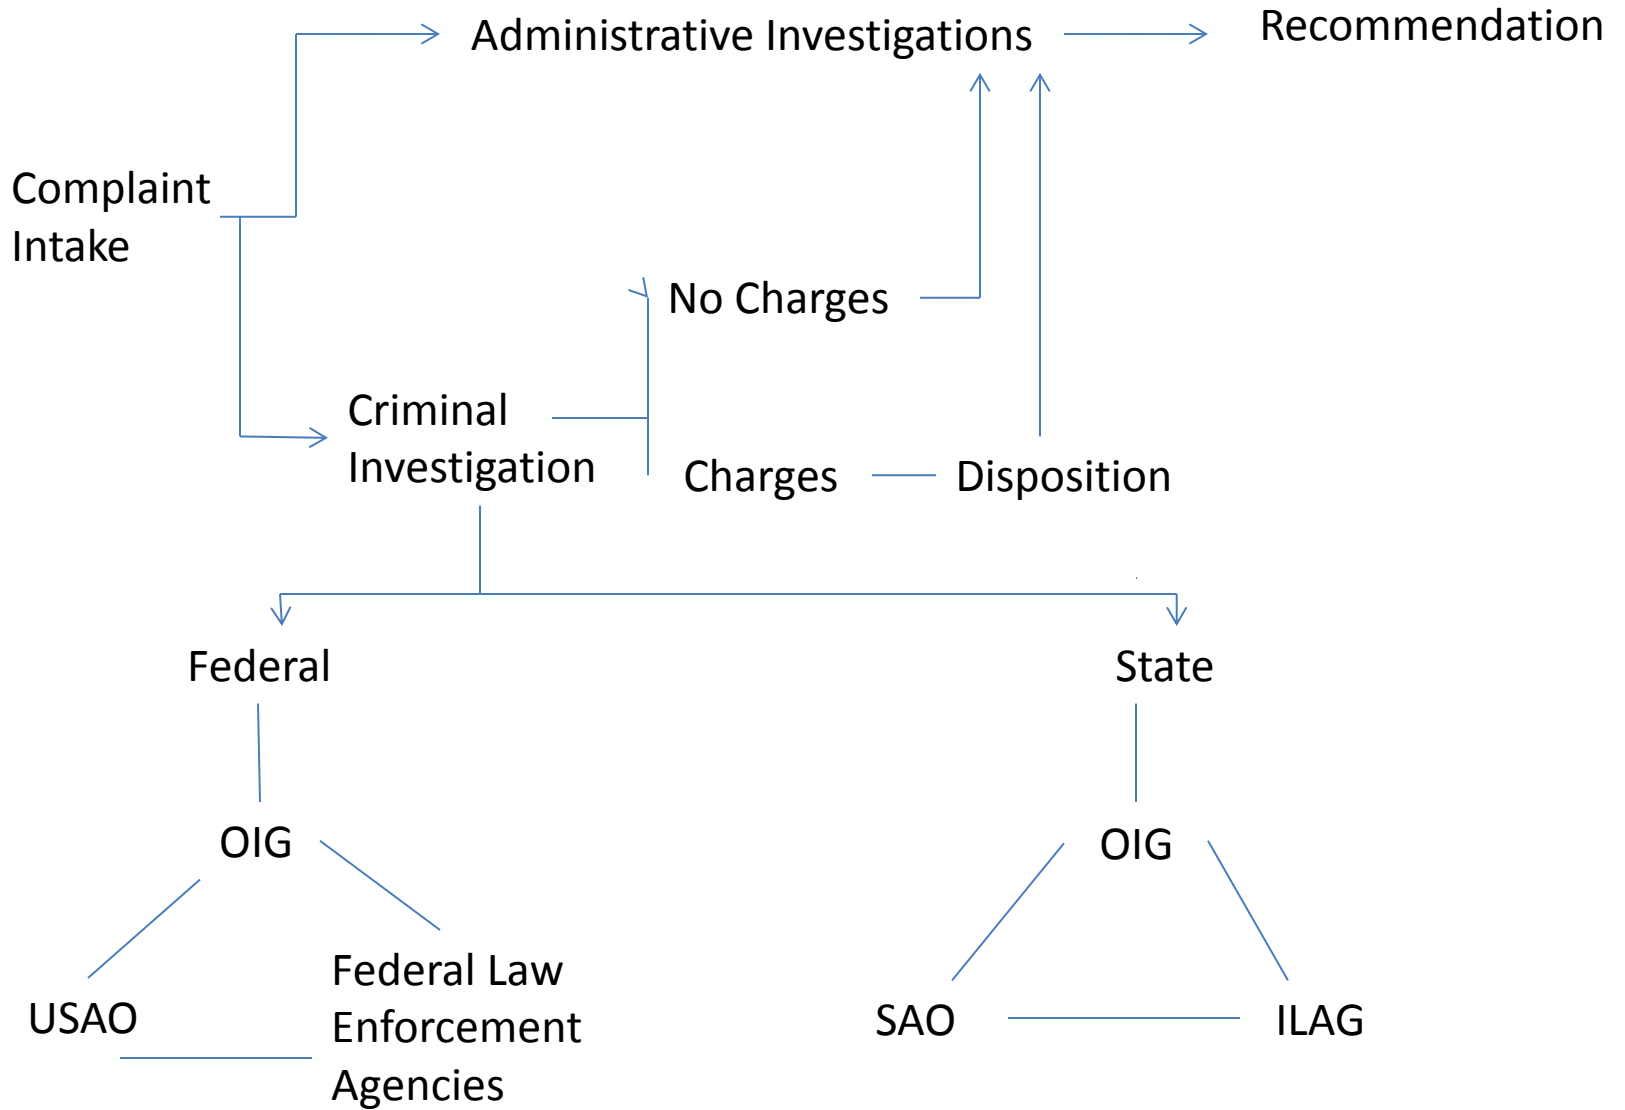 Administrative Investigations
Recommendation
Complaint
Intake
No Charges
Criminal
Investigation
Charges
Disposition
Federal
State
OIG
OIG
USAO
Federal Law
Enforcement
Agencies
SAO
ILAG